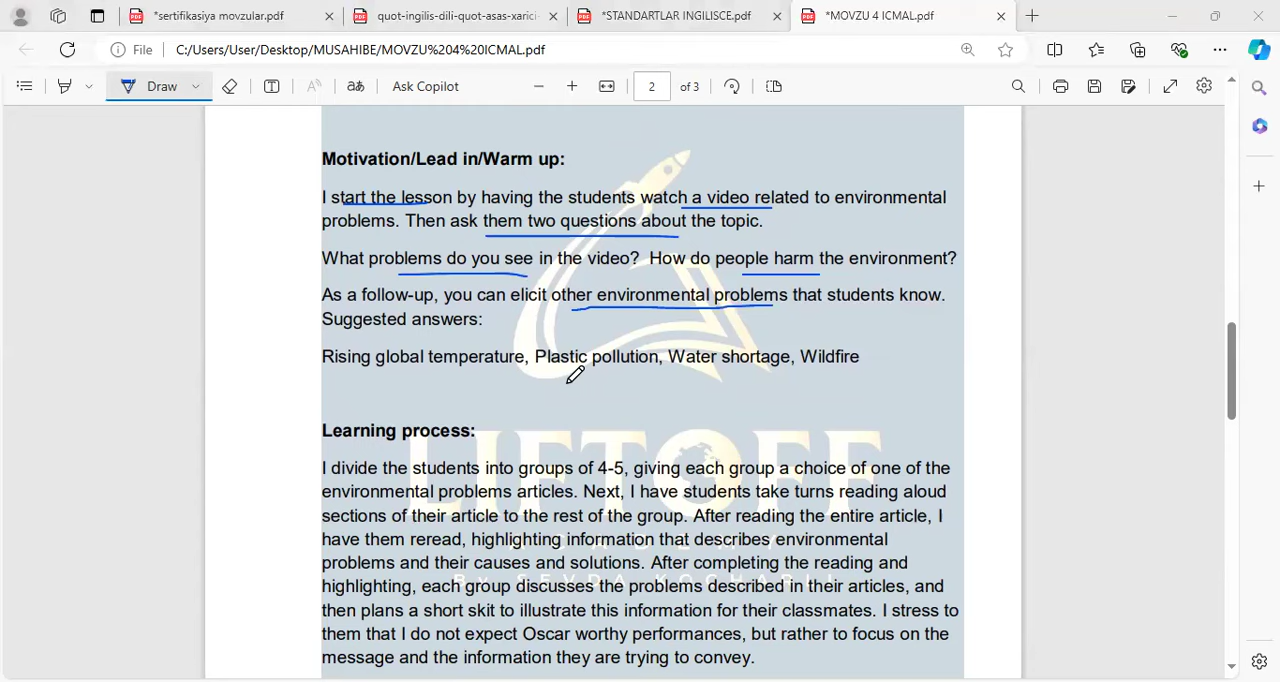 *sertifikasiya movzular.pdf
quot-ingilis-dili-quot-asas-xarici-
*STANDARTLAR INGILISCE.pdf
*MOVZU 4 ICMAL.pdf
File
C:/Users/User/Desktop/MUSAHIBE/MOVZU%204%20ICMAL.pdf
Draw
Ask Copilot
2 of 3
Motivation/Lead in/Warm up:
I start the lesson by having the students watch a video related to environmental
problems. Then ask them two questions about the topic.
What problems do you see in the video?  How do people harm the environment?
As a follow-up, you can elicit other environmental problems that students know.
Suggested answers:
Rising global temperature, Plastic pollution, Water shortage, Wildfire
Learning process:
I divide the students into groups of 4-5, giving each group a choice of one of the
environmental problems articles. Next, I have students take turns reading aloud
sections of their article to the rest of the group. After reading the entire article, I
have them reread, highlighting information that describes environmental
problems and their causes and solutions. After completing the reading and
highlighting, each group discusses the problems described in their articles, and
then plans a short skit to illustrate this information for their classmates. I stress to
them that I do not expect Oscar worthy performances, but rather to focus on the
message and the information they are trying to convey.
LIFTOFF